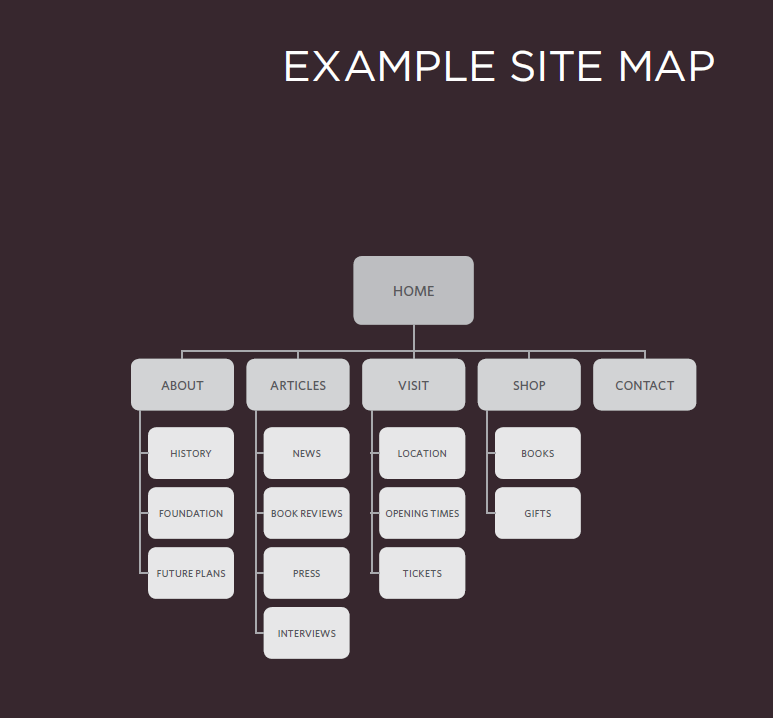 EXAMPLE SITE MAP
HOME
ABOUT
ARTICLES
VISIT
SHOP
CONTACT
HISTORY
NEWS
LOCATION
BOOKS
FOUNDATION
BOOK REVIEWS
OPENING TIMES
GIFTS
FUTURE PLANS
PRESS
TICKETS
INTERVIEWS